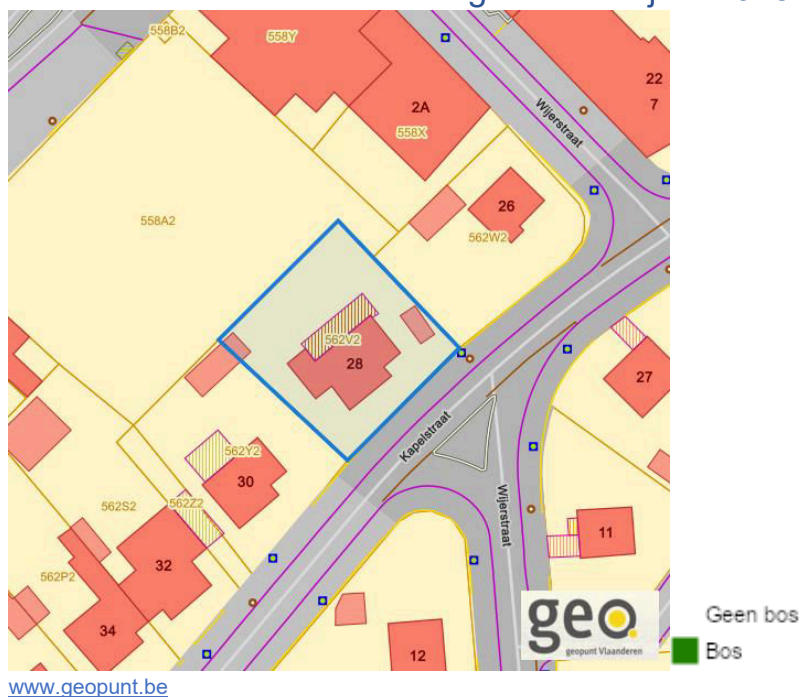 558B2
558Y
22
7
2A
558X
Wijerstraat
26
558A2
562W2
562V2
28
27
Kapelstraat
562Y2
30
Wijerstraat
562S2
562Z2
11
32
562P2
34
12
geo.
geopunt Vlaanderen
Geen bos
Bos
www.geopunt.be